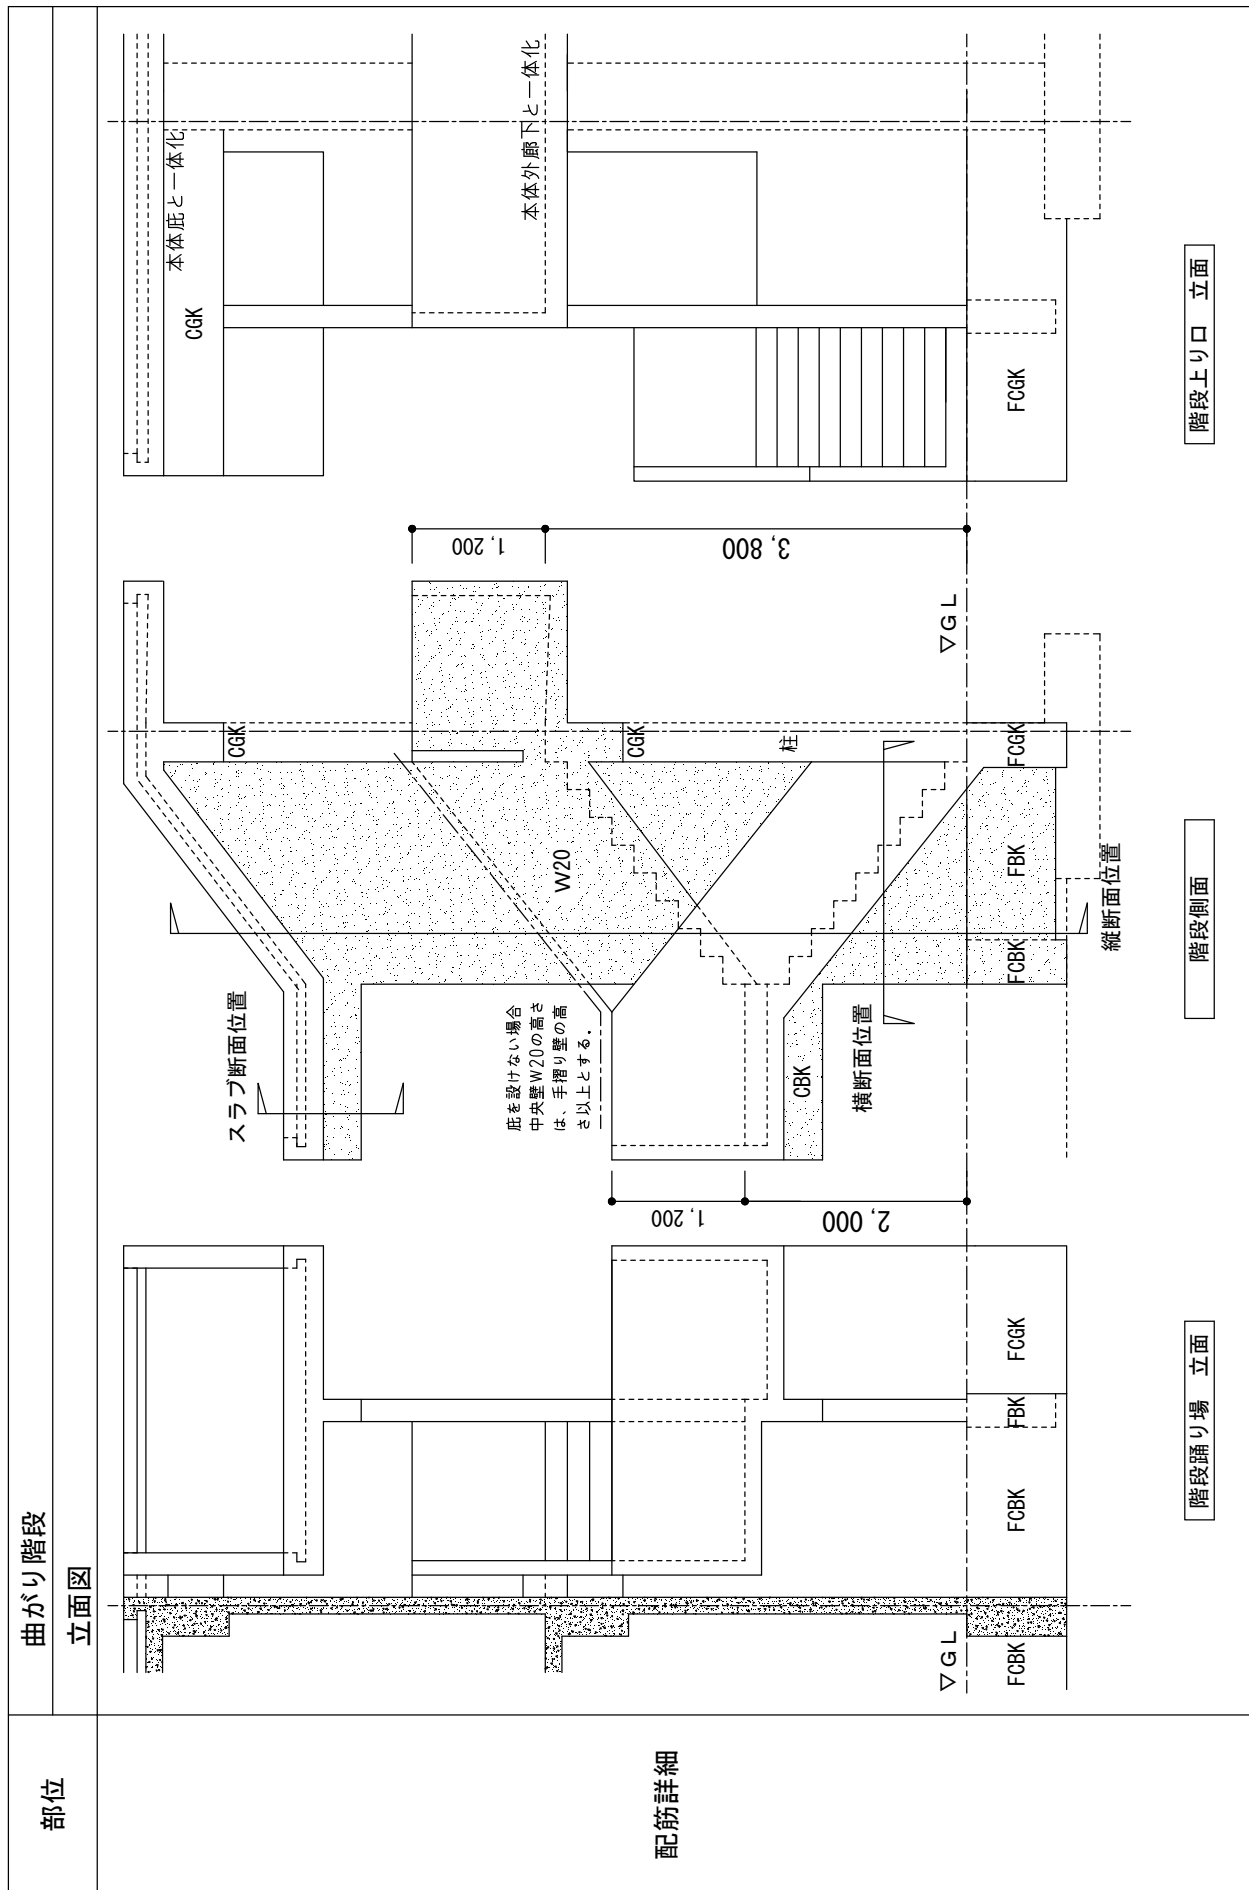 部位
曲がり階段
立面図
配筋詳細
▽GL
FCBK
FCBK
FBK
FCGK
階段踊り場 立面
2,000
1,200
スラブ断面位置
庇を設けない場合
中央壁W20の高さ
は、手摺り壁の高
さ以上とする。
W20
CGK
CGK
柱
CBK
横断面位置
FCBK
FBK
FCGK
縦断面位置
▽GL
階段側面
1,200
3,800
本体庇と一体化
CGK
本体外廊下と一体化
FCGK
階段上り口 立面